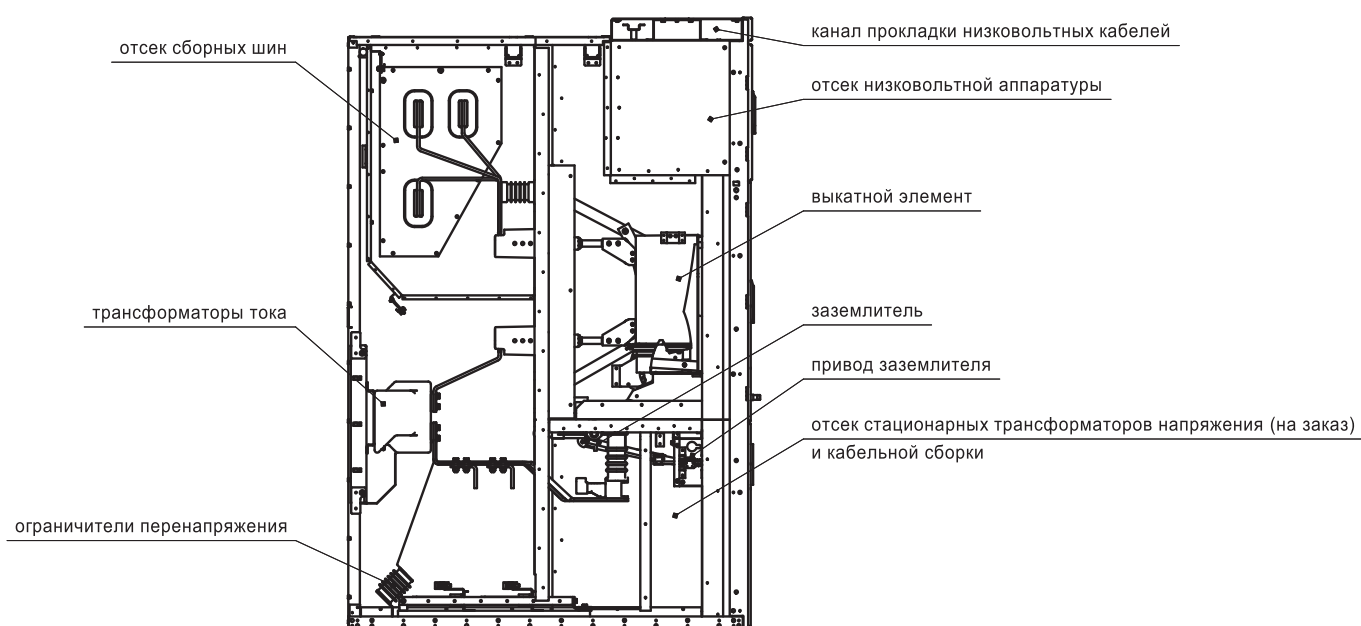 канал прокладки низковольтных кабелей
отсек сборных шин
отсек низковольтной аппаратуры
выкатной элемент
трансформаторы тока
заземлитель
привод заземлителя
отсек стационарных трансформаторов напряжения (на заказ)
и кабельной сборки
ограничители перенапряжения